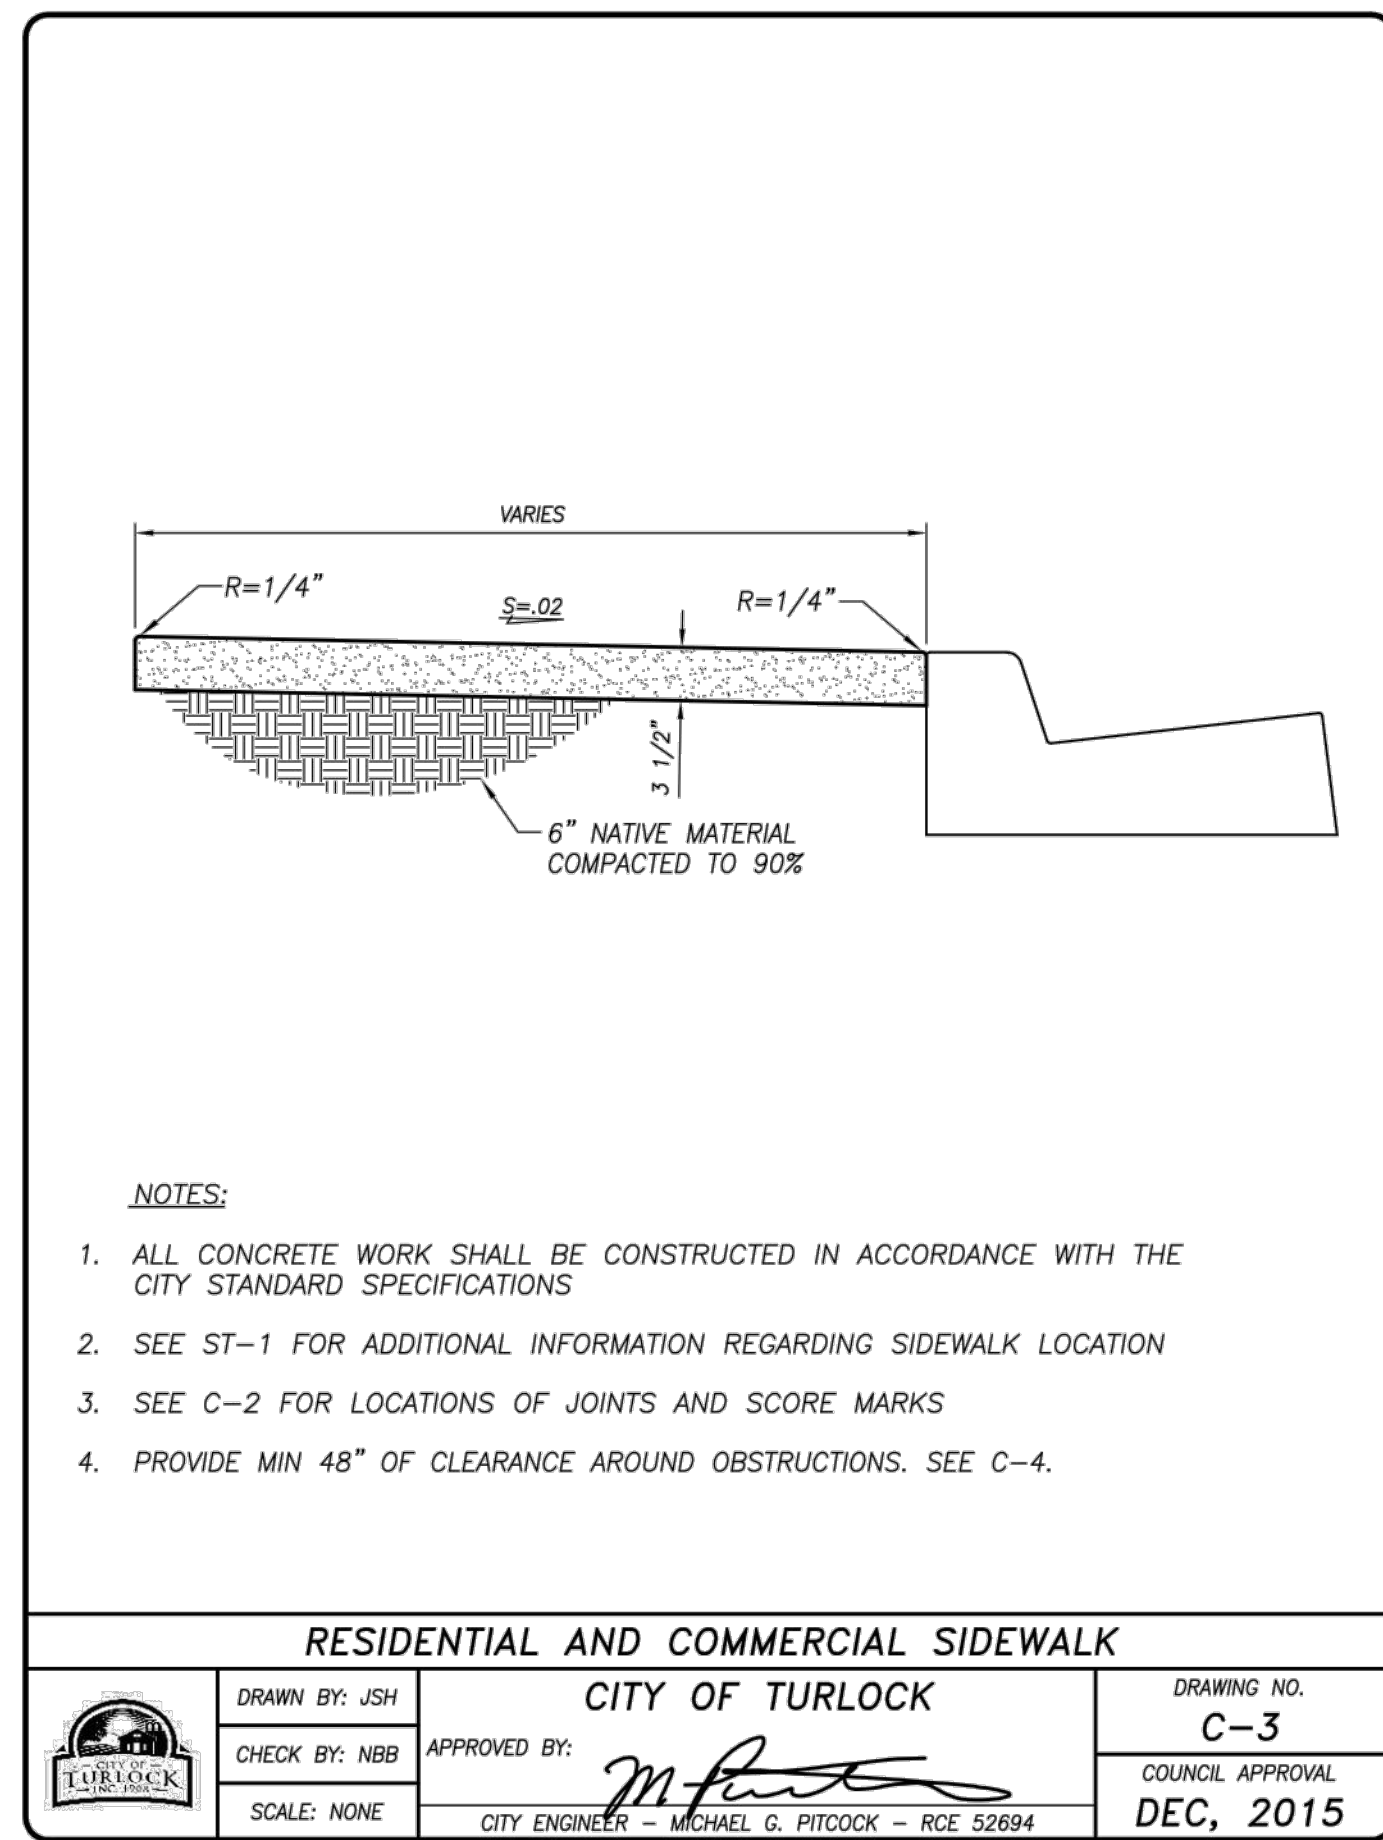 VARIES
R=1/4"
S=.02
R=1/4"
3 1/2"
6" NATIVE MATERIAL
COMPACTED TO 90%
NOTES:
1. ALL CONCRETE WORK SHALL BE CONSTRUCTED IN ACCORDANCE WITH THE
CITY STANDARD SPECIFICATIONS
2. SEE ST-1 FOR ADDITIONAL INFORMATION REGARDING SIDEWALK LOCATION
3. SEE C-2 FOR LOCATIONS OF JOINTS AND SCORE MARKS
4. PROVIDE MIN 48" OF CLEARANCE AROUND OBSTRUCTIONS. SEE C-4.
RESIDENTIAL AND COMMERCIAL SIDEWALK
CITY OF
TURLOCK
INC. 1908
DRAWN BY: JSH
CHECK BY: NBB
SCALE: NONE
CITY OF TURLOCK
APPROVED BY:
CITY ENGINEER - MICHAEL G. PITCOCK - RCE 52694
DRAWING NO.
C-3
COUNCIL APPROVAL
DEC, 2015